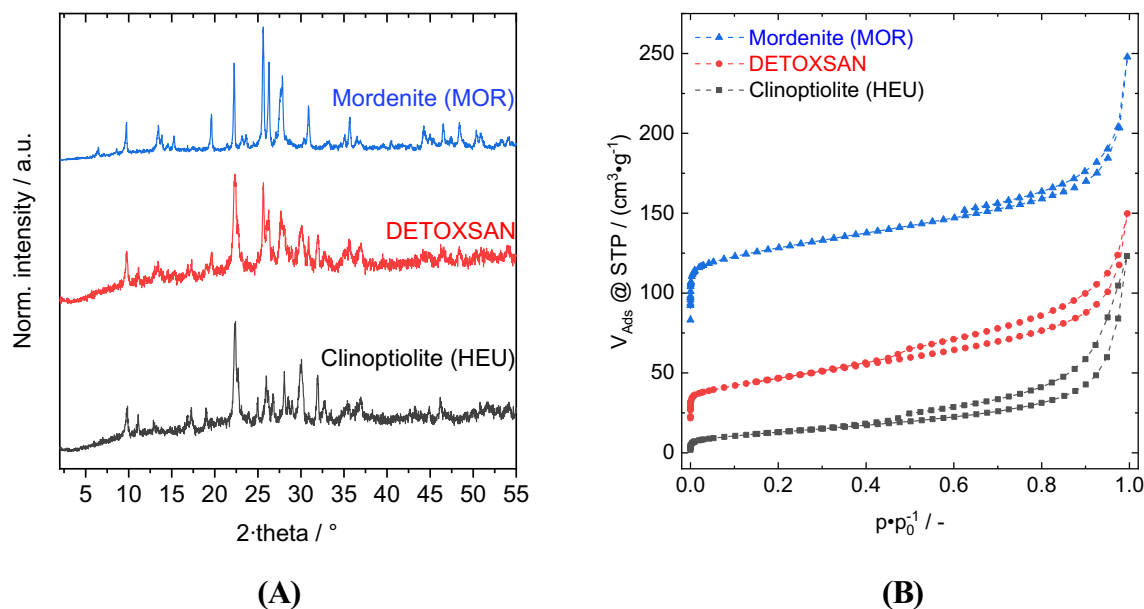 Norm. intensity / a.u.
Mordenite (MOR)
DETOXSAN
Clinoptiolite (HEU)
5 10 15 20 25 30 35 40 45 50 55
2·theta / °
(A)
V_Ads @ STP / (cm³•g⁻¹)
250
200
150
100
50
0
Mordenite (MOR)
DETOXSAN
Clinoptiolite (HEU)
0.0 0.2 0.4 0.6 0.8 1.0
p•p₀⁻¹ / -
(B)